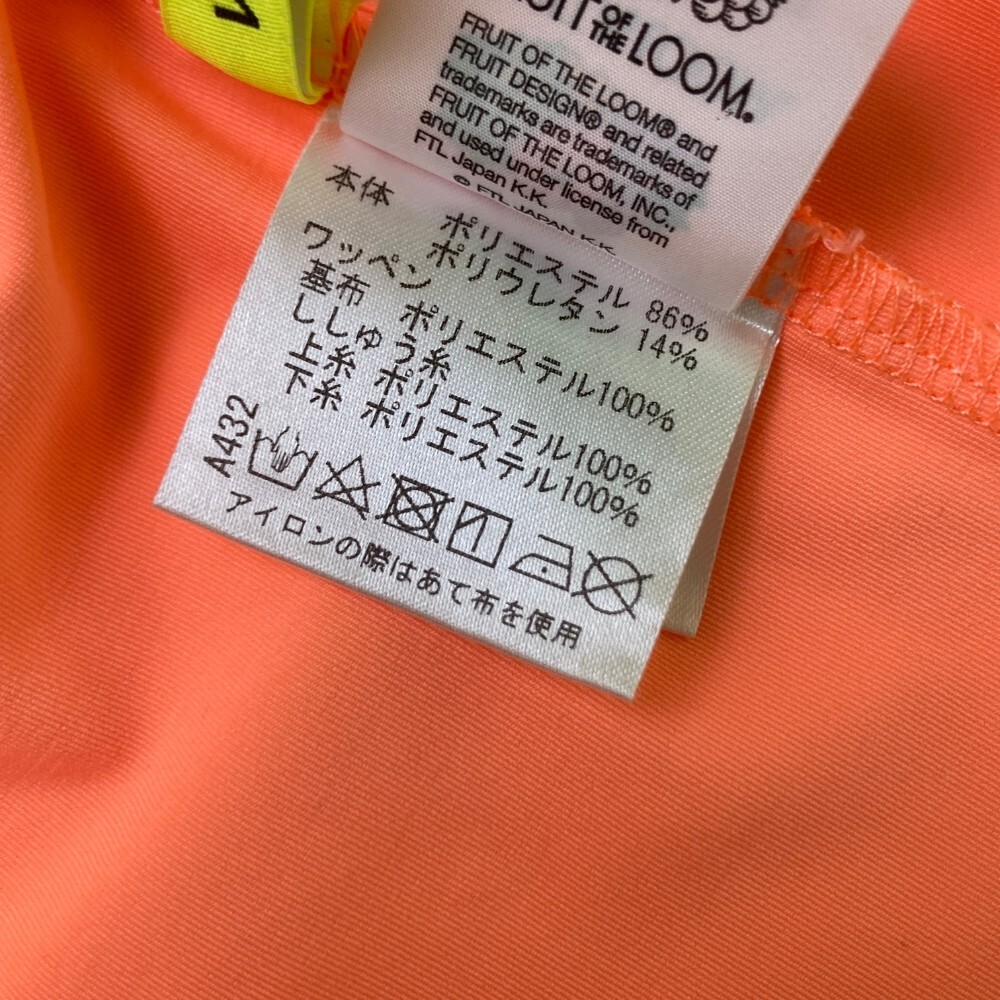 OF THE LOOM®
FRUIT OF THE LOOM® and
FRUIT DESIGN® and related
trademarks are trademarks of
FRUIT OF THE LOOM, INC.,
and used under license from
FTL Japan K.K.
© FTL JAPAN K.K.
本体 ポリエステル 86%
ポリウレタン 14%
ワッペン
基布 ポリエステル100%
ししゅう糸
上糸 ポリエステル100%
下糸 ポリエステル100%
A432
アイロンの際はあて布を使用